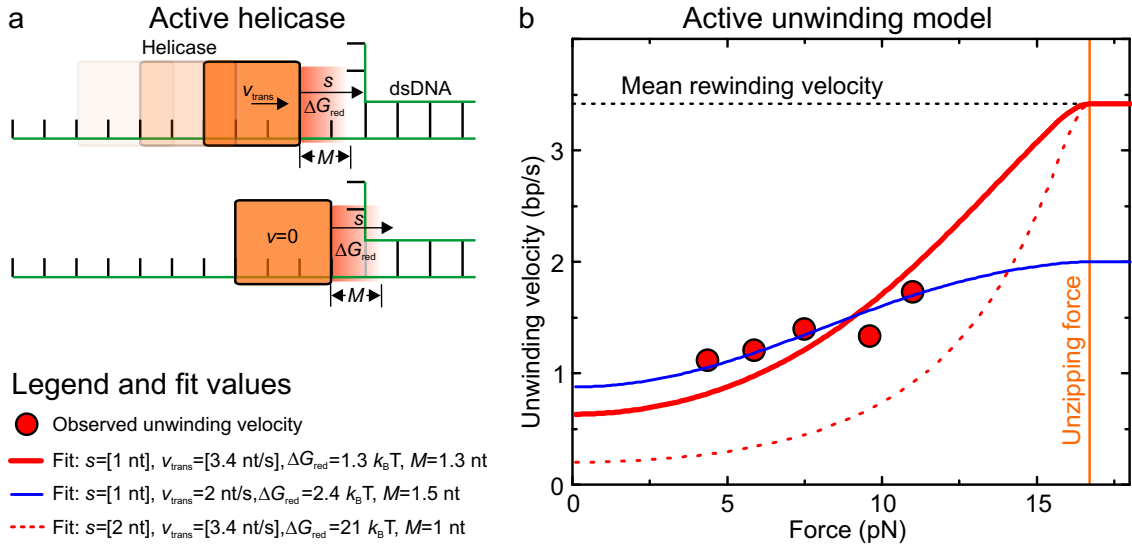 a
Active helicase
Helicase
v_trans
s
ΔG_red
dsDNA
M
v=0
s
ΔG_red
M
Legend and fit values
Observed unwinding velocity
Fit: s=[1 nt], v_trans=[3.4 nt/s],ΔG_red=1.3 k_BT, M=1.3 nt
Fit: s=[1 nt], v_trans=2 nt/s,ΔG_red=2.4 k_BT, M=1.5 nt
Fit: s=[2 nt], v_trans=[3.4 nt/s],ΔG_red=21 k_BT, M=1 nt
b
Active unwinding model
Unwinding velocity (bp/s)
0
1
2
3
Mean rewinding velocity
Unzipping force
0
5
10
15
Force (pN)